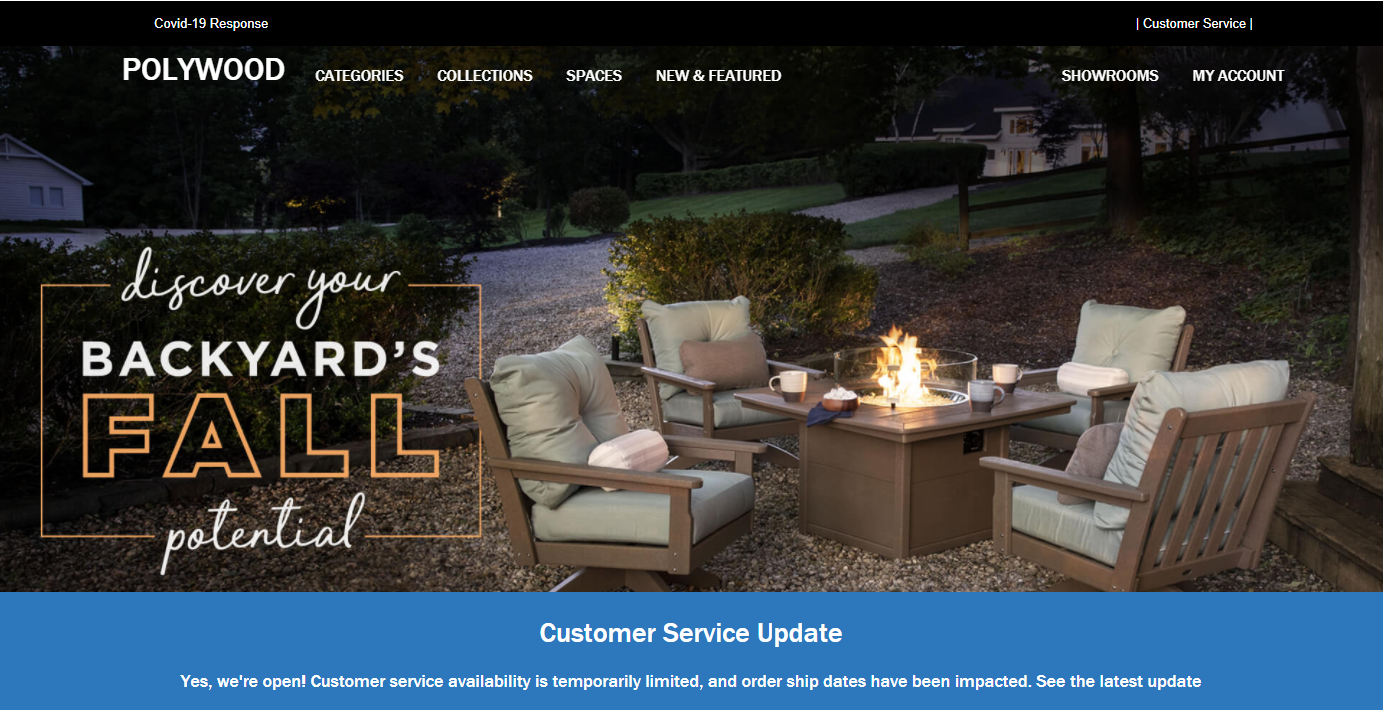 Covid-19 Response
| Customer Service |
POLYWOOD
CATEGORIES
COLLECTIONS
SPACES
NEW & FEATURED
SHOWROOMS
MY ACCOUNT
discover your
BACKYARD'S
FALL
potential
Customer Service Update
Yes, we're open! Customer service availability is temporarily limited, and order ship dates have been impacted. See the latest update